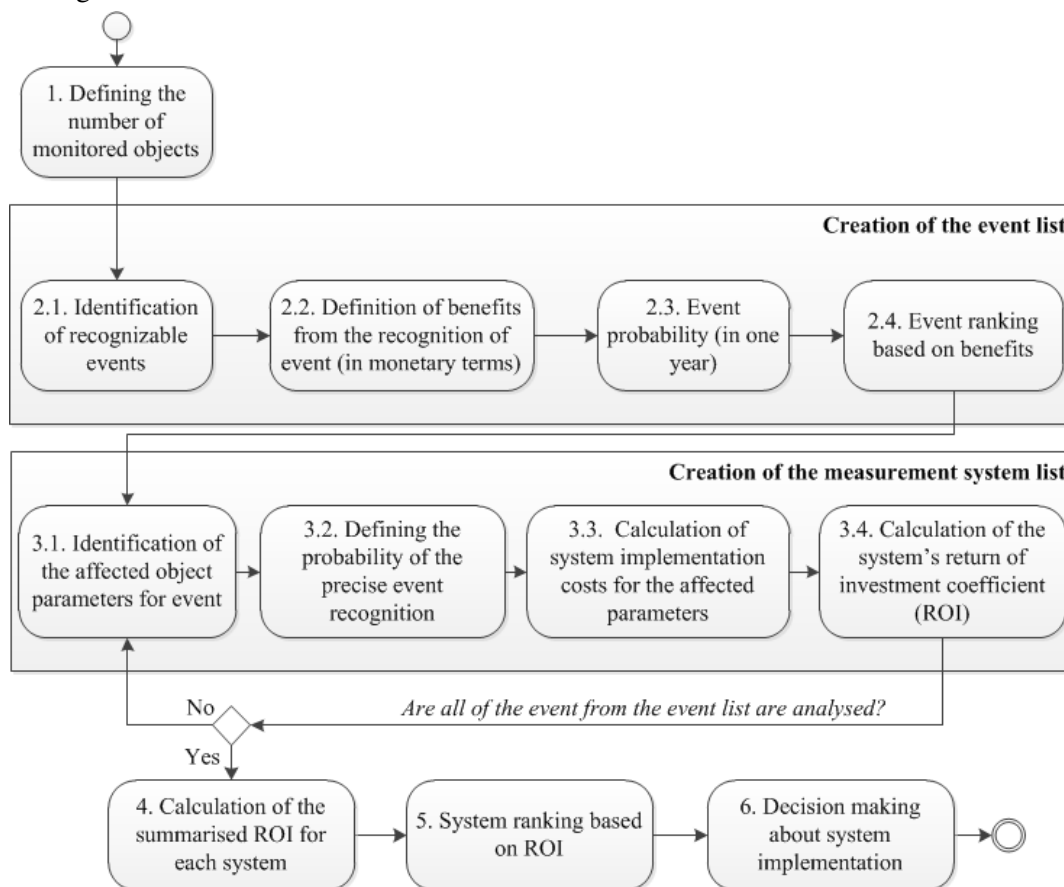 1. Defining the
number of
monitored objects
Creation of the event list
2.1. Identification
of recognizable
events
2.2. Definition of benefits
from the recognition of
event (in monetary terms)
2.3. Event
probability (in one
year)
2.4. Event ranking
based on benefits
Creation of the measurement system list
3.1. Identification of
the affected object
parameters for event
3.2. Defining the
probability of the
precise event
recognition
3.3. Calculation of
system implementation
costs for the affected
parameters
3.4. Calculation of the
system's return of
investment coefficient
(ROI)
No
Are all of the event from the event list are analysed?
Yes
4. Calculation of the
summarised ROI for
each system
5. System ranking based
on ROI
6. Decision making
about system
implementation